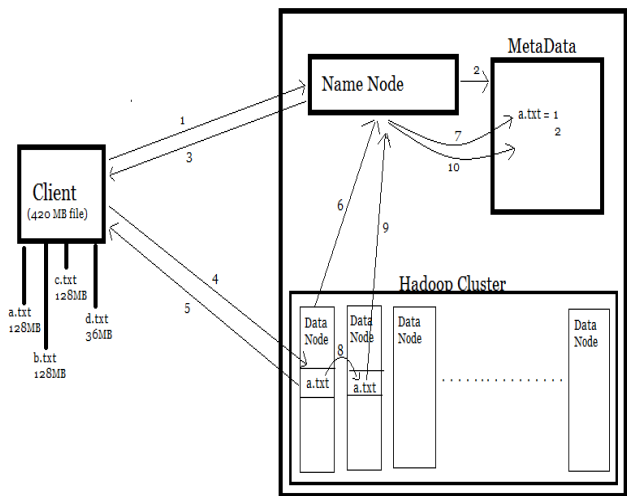 MetaData
Name Node
2
a.txt = 1
2
1
3
7
10
Client
(420 MB file)
6
9
4
5
c.txt
128MB
a.txt
128MB
d.txt
36MB
b.txt
128MB
Hadoop Cluster
Data
Node
Data
Node
Data
Node
Data
Node
8
a.txt
a.txt
..............